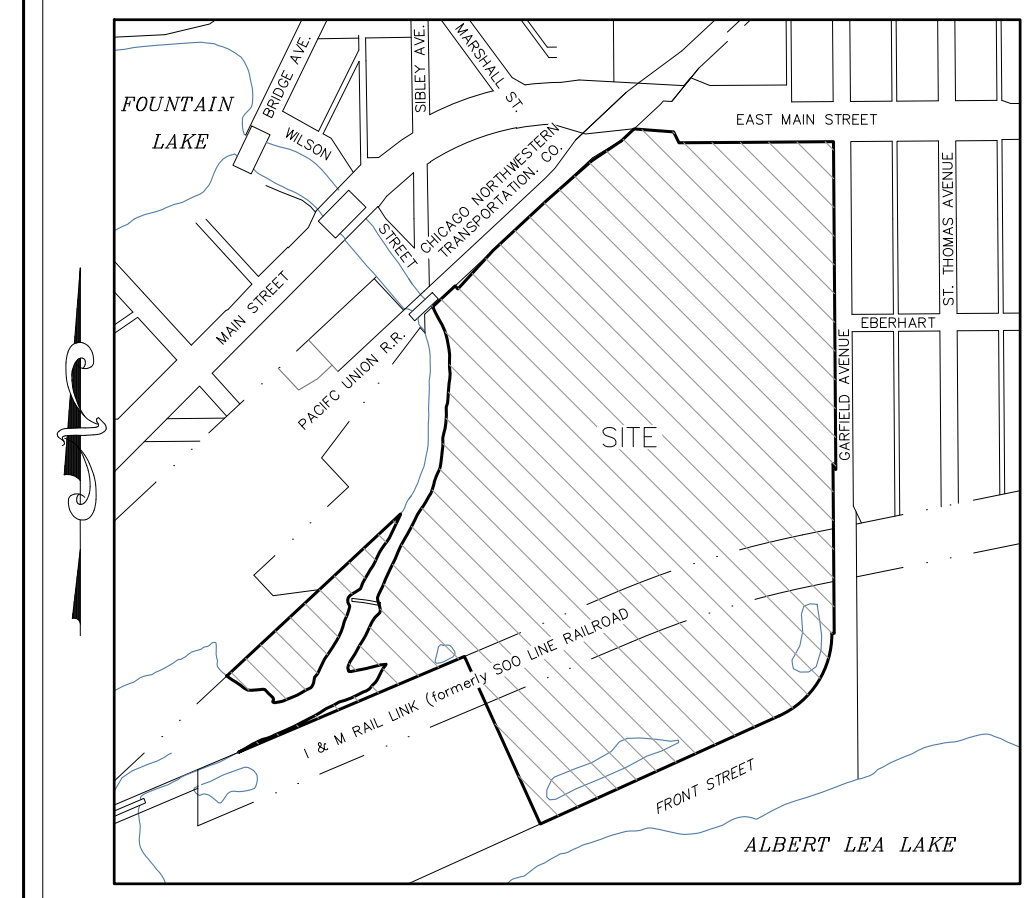 BRIDGE AVE.
SIBLEY AVE.
MARSHALL ST.
FOUNTAIN
LAKE
WILSON
STREET
EAST MAIN STREET
CHICAGO NORTHWESTERN
TRANSPORTATION. CO.
ST. THOMAS AVENUE
MAIN STREET
EBERHART
PACIFC UNION R.R.
GARFIELD AVENUE
SITE
I & M RAIL LINK (formerly SOO LINE RAILROAD
FRONT STREET
ALBERT LEA LAKE